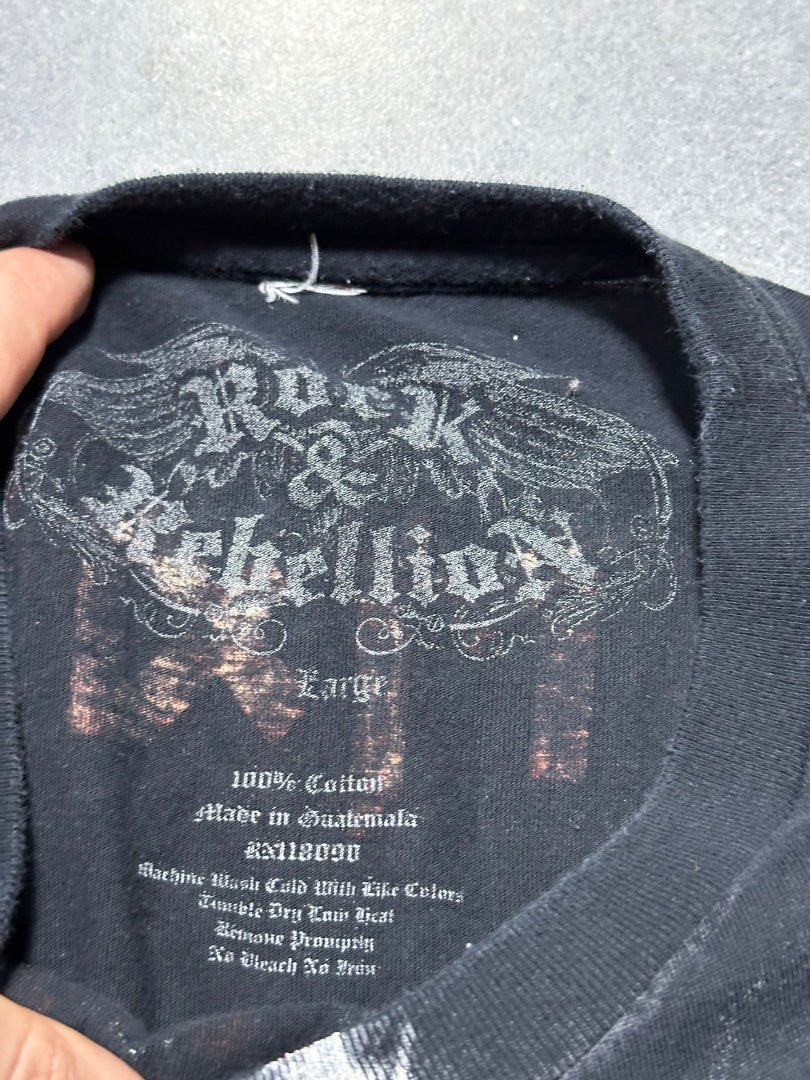 Rock
&
Rebellion
Large
100% Cotton
Made in Guatemala
RN118090
Machine Wash Cold With Like Colors
Tumble Dry Low Heat
Remove Promptly
No Bleach No Iron